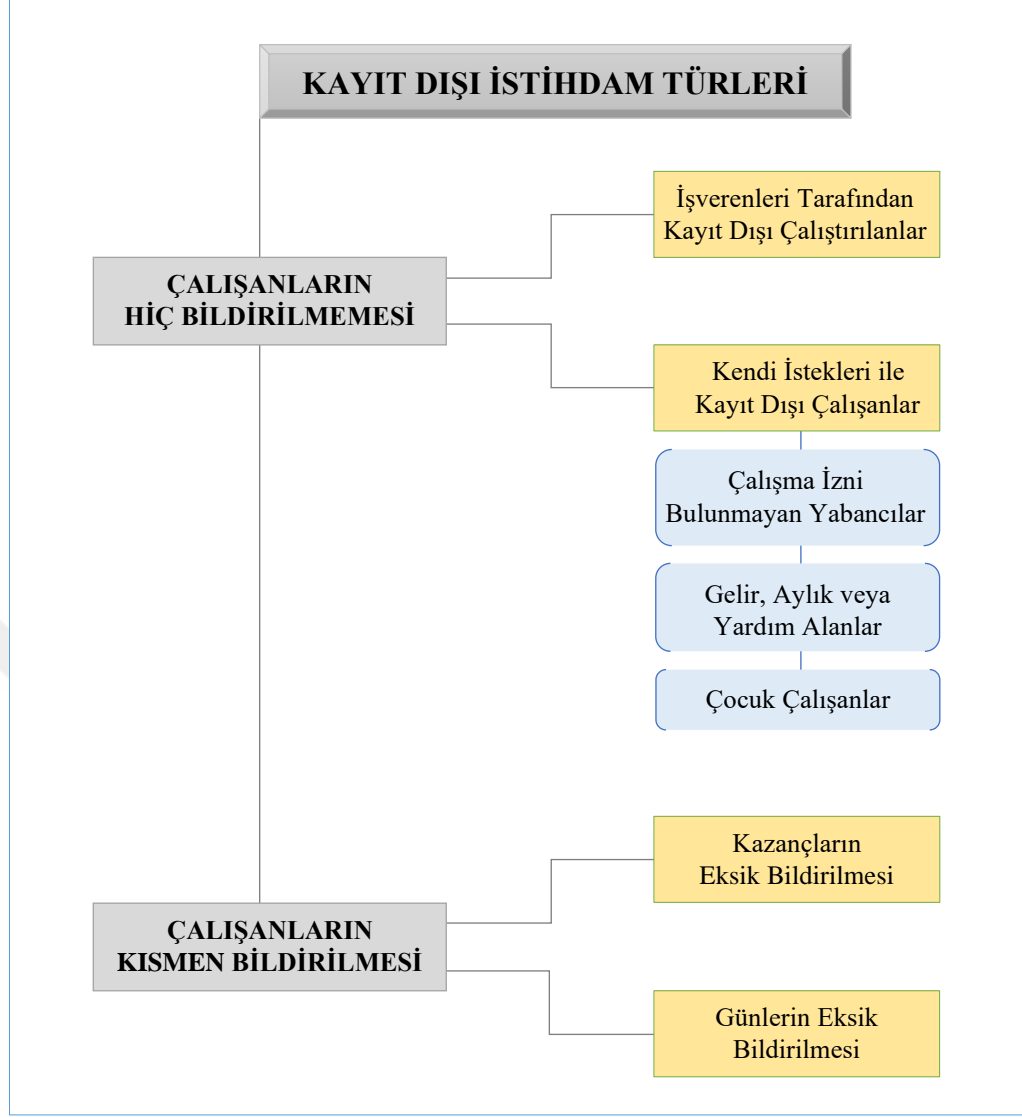 KAYIT DIŞI İSTİHDAM TÜRLERİ
İşverenleri Tarafından
Kayıt Dışı Çalıştırılanlar
ÇALIŞANLARIN
HİÇ BİLDİRİLMEMESİ
Kendi İstekleri ile
Kayıt Dışı Çalışanlar
Çalışma İzni
Bulunmayan Yabancılar
Gelir, Aylık veya
Yardım Alanlar
Çocuk Çalışanlar
Kazançların
Eksik Bildirilmesi
ÇALIŞANLARIN
KISMEN BİLDİRİLMESİ
Günlerin Eksik
Bildirilmesi